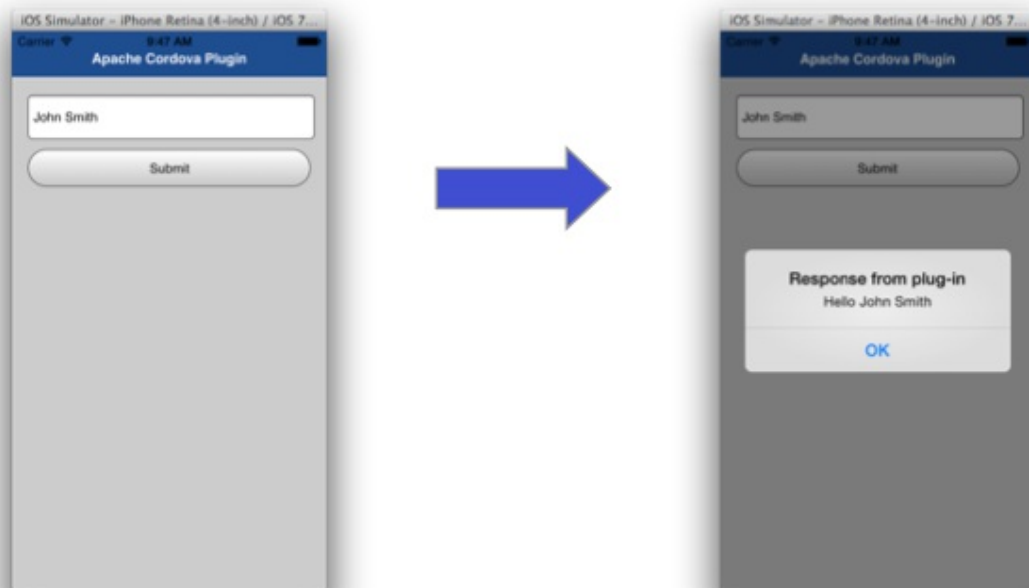 iOS Simulator – iPhone Retina (4-inch) / iOS 7...
Carrier 9:47 AM
Apache Cordova Plugin
John Smith
Submit
iOS Simulator – iPhone Retina (4-inch) / iOS 7...
Carrier 9:47 AM
Apache Cordova Plugin
John Smith
Submit
Response from plug-in
Hello John Smith
OK